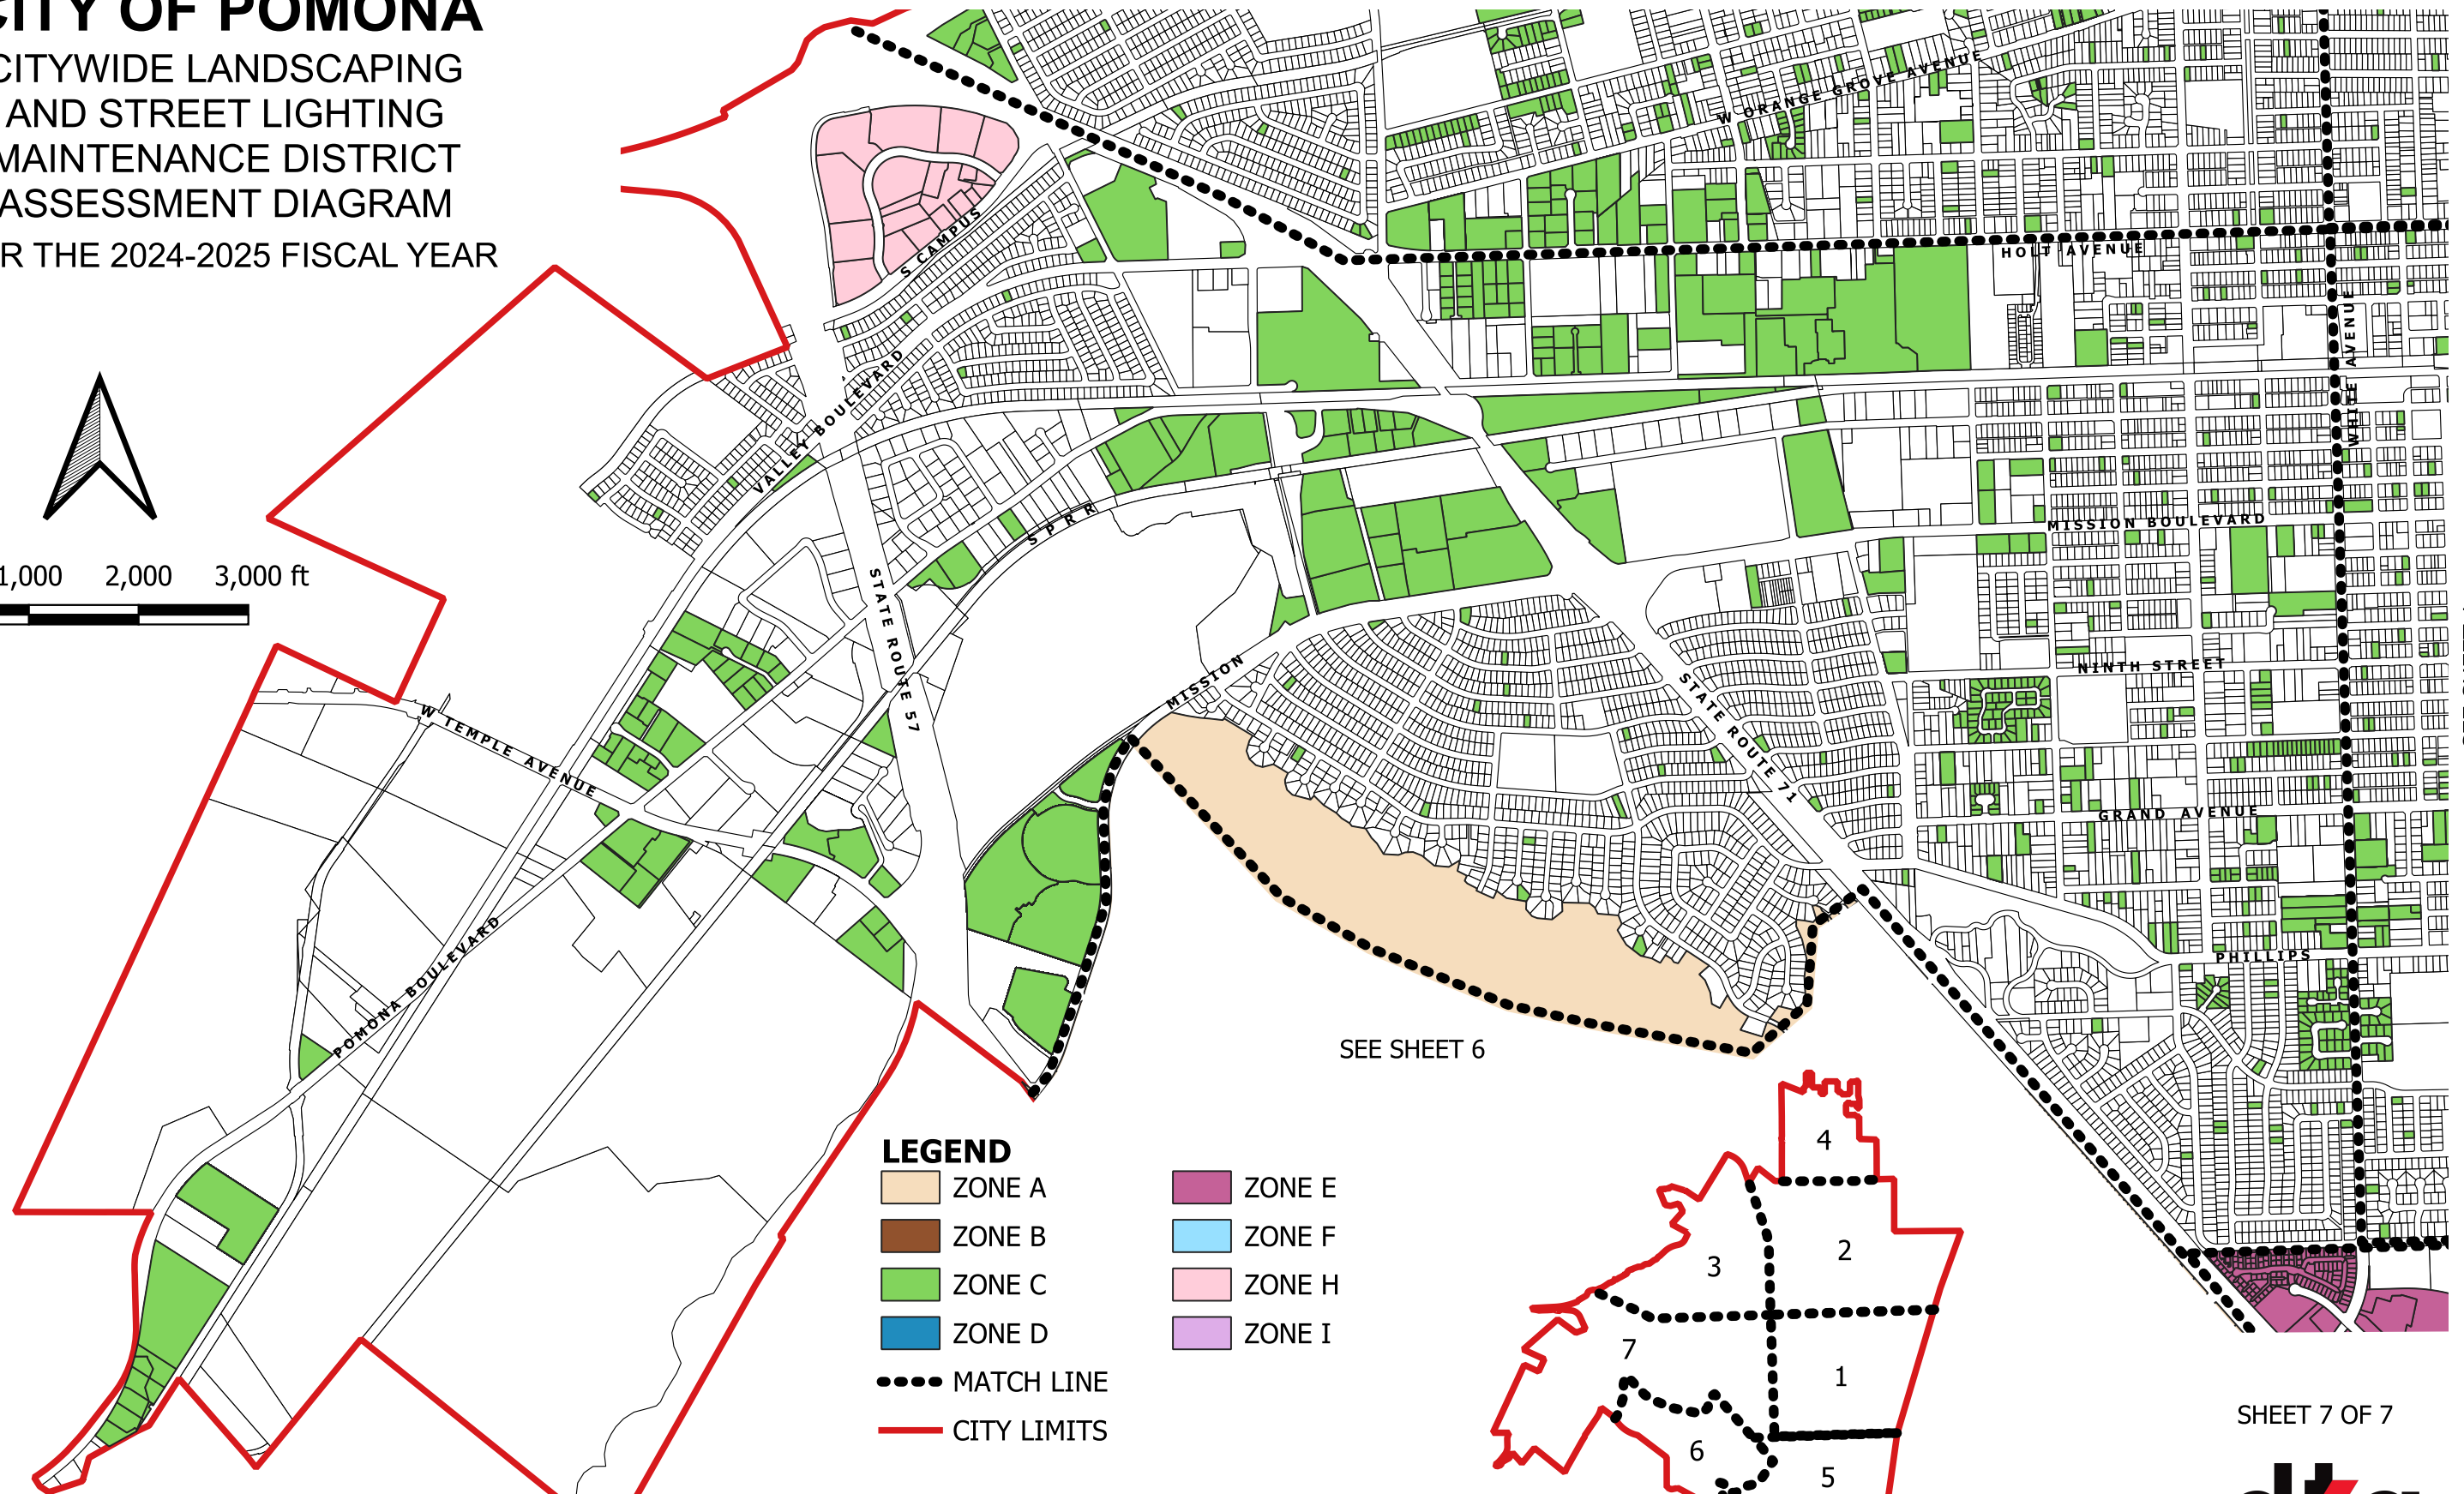 CITY OF POMONA
CITYWIDE LANDSCAPING
AND STREET LIGHTING
MAINTENANCE DISTRICT
ASSESSMENT DIAGRAM
R THE 2024-2025 FISCAL YEAR
1,000 2,000 3,000 ft
W ORANGE GROVE AVENUE
HOLT AVENUE
S CAMPUS
WHITE AVENUE
VALLEY BOULEVARD
S P R R
MISSION BOULEVARD
STATE ROUTE 57
MISSION
NINTH STREET
STATE ROUTE 71
W TEMPLE AVENUE
GRAND AVENUE
POMONA BOULEVARD
PHILLIPS
SEE SHEET 6
LEGEND
ZONE A
ZONE B
ZONE C
ZONE D
MATCH LINE
CITY LIMITS
ZONE E
ZONE F
ZONE H
ZONE I
4
2
3
7
1
6
5
SHEET 7 OF 7